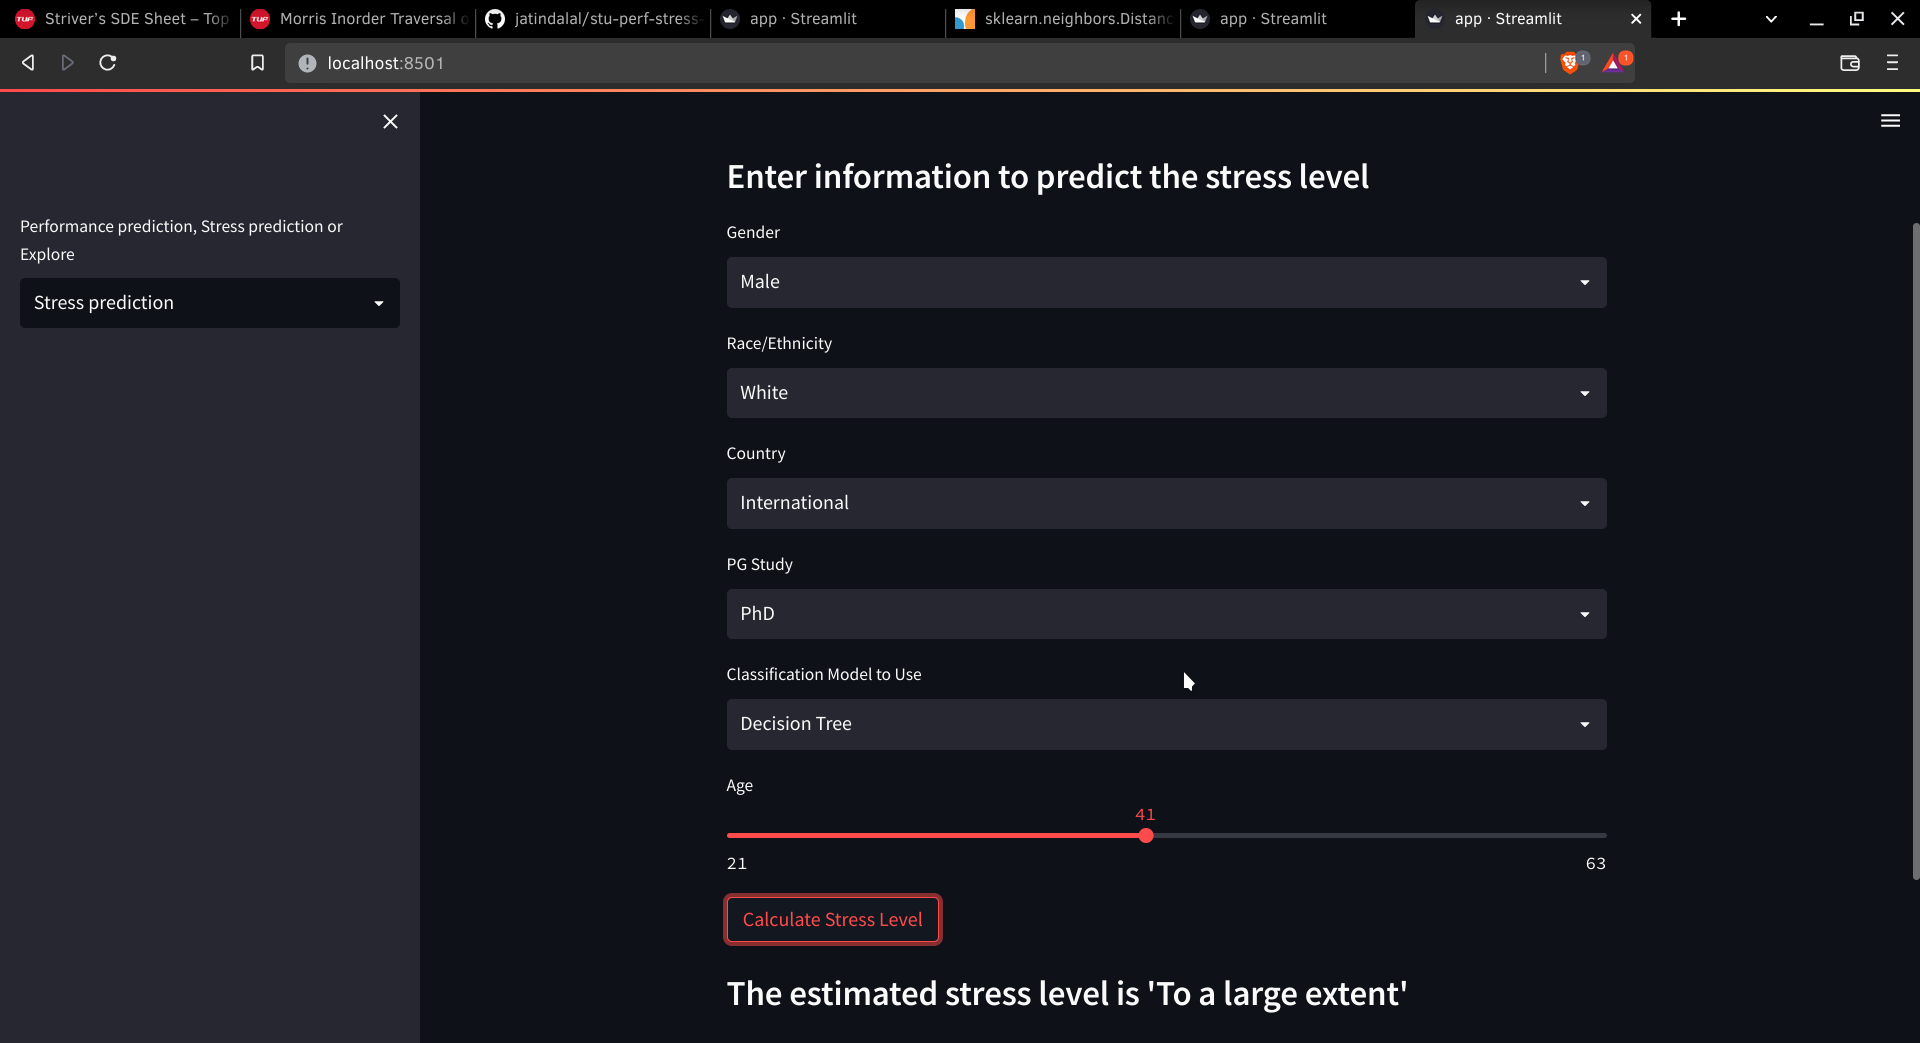 Striver's SDE Sheet – Top
Morris Inorder Traversal o
jatindalal/stu-perf-stress-
app · Streamlit
sklearn.neighbors.Distanc
app · Streamlit
app · Streamlit
localhost:8501
1
1
Performance prediction, Stress prediction or
Explore
Stress prediction
Enter information to predict the stress level
Gender
Male
Race/Ethnicity
White
Country
International
PG Study
PhD
Classification Model to Use
Decision Tree
Age
41
21
63
Calculate Stress Level
The estimated stress level is 'To a large extent'